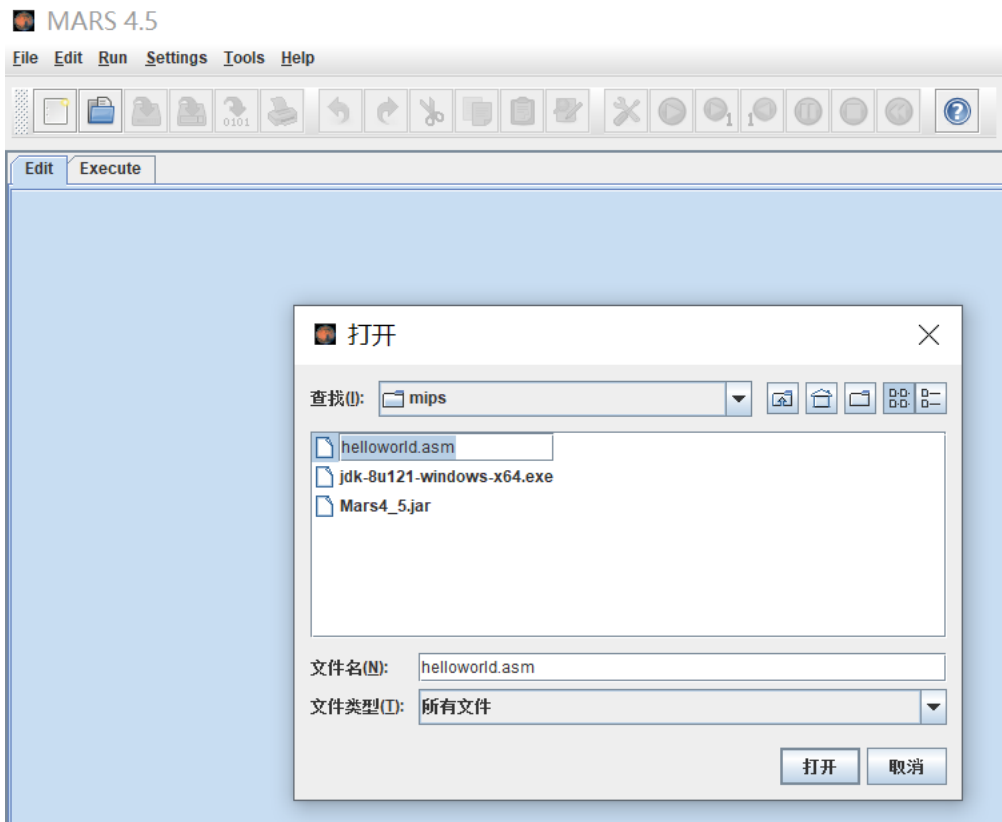 MARS 4.5
File Edit Run Settings Tools Help
0101 1 1 ?
Edit Execute
打开
查找(I): mips
helloworld.asm
jdk-8u121-windows-x64.exe
Mars4_5.jar
文件名(N): helloworld.asm
文件类型(T): 所有文件
打开 取消